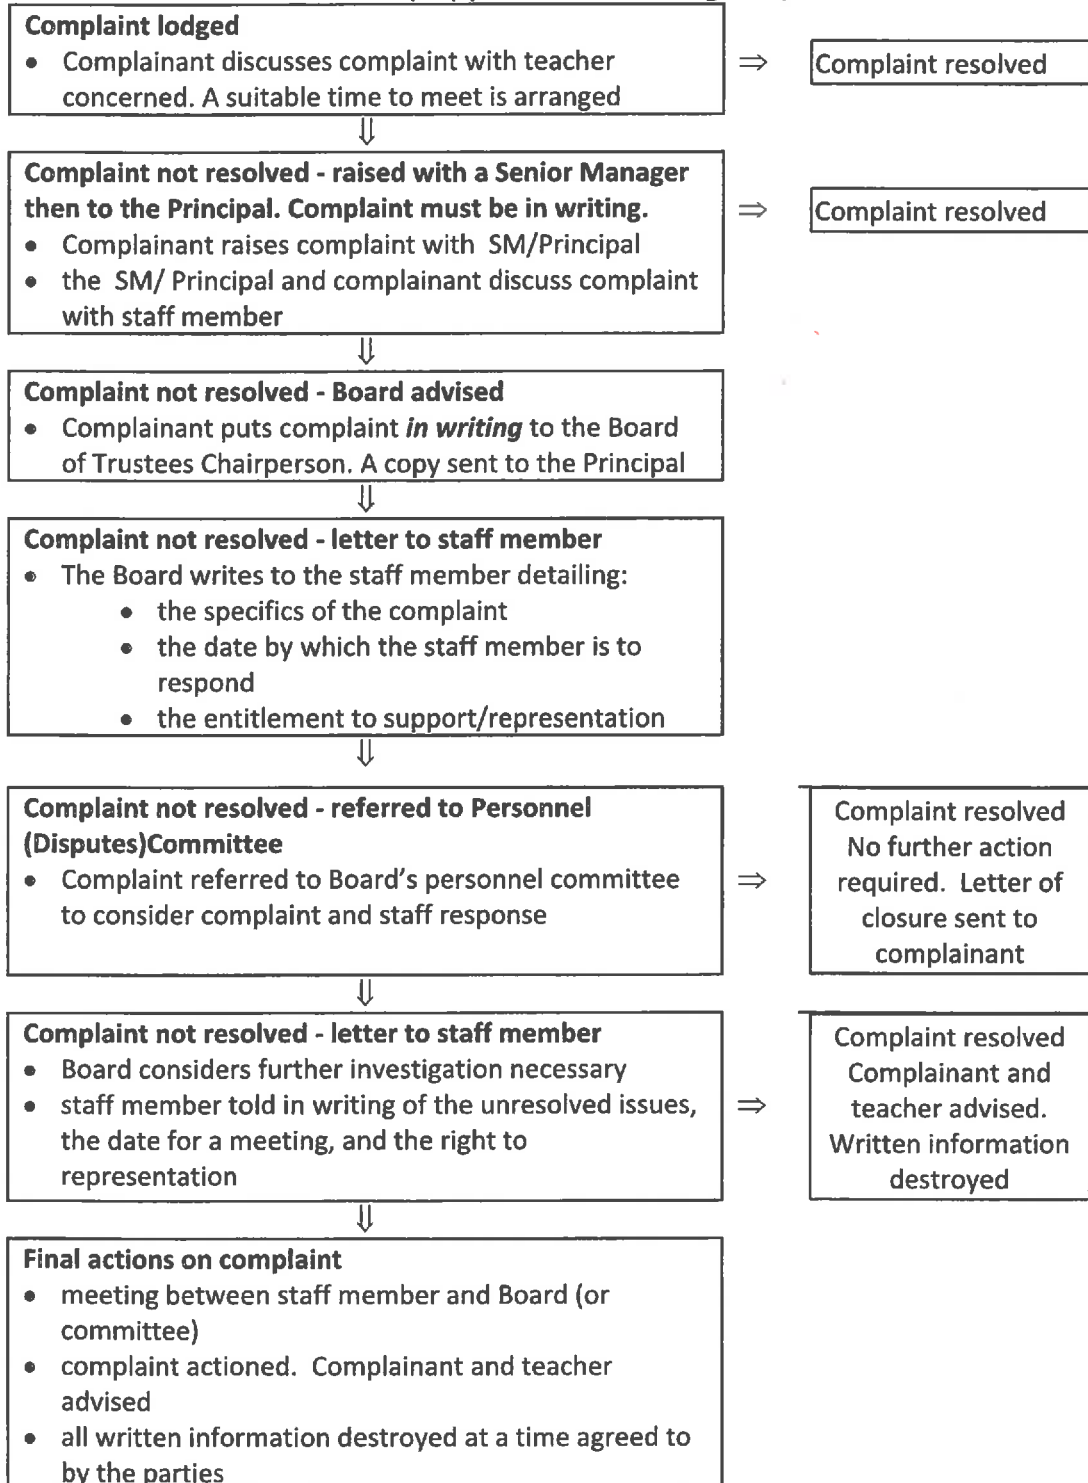 Complaint lodged
• Complainant discusses complaint with teacher
concerned. A suitable time to meet is arranged
⇒ Complaint resolved
⇓
Complaint not resolved - raised with a Senior Manager
then to the Principal. Complaint must be in writing.
• Complainant raises complaint with SM/Principal
• the SM/ Principal and complainant discuss complaint
with staff member
⇒ Complaint resolved
⇓
Complaint not resolved - Board advised
• Complainant puts complaint in writing to the Board
of Trustees Chairperson. A copy sent to the Principal
⇓
Complaint not resolved - letter to staff member
• The Board writes to the staff member detailing:
• the specifics of the complaint
• the date by which the staff member is to
respond
• the entitlement to support/representation
⇓
Complaint not resolved - referred to Personnel
(Disputes)Committee
• Complaint referred to Board's personnel committee
to consider complaint and staff response
⇒ Complaint resolved
No further action
required. Letter of
closure sent to
complainant
⇓
Complaint not resolved - letter to staff member
• Board considers further investigation necessary
• staff member told in writing of the unresolved issues,
the date for a meeting, and the right to
representation
⇒ Complaint resolved
Complainant and
teacher advised.
Written information
destroyed
⇓
Final actions on complaint
• meeting between staff member and Board (or
committee)
• complaint actioned. Complainant and teacher
advised
• all written information destroyed at a time agreed to
by the parties